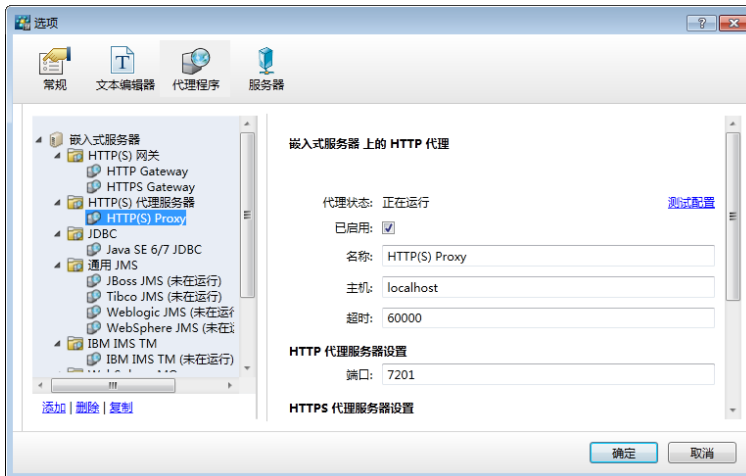 选项
常规
文本编辑器
代理程序
服务器
嵌入式服务器
HTTP(S) 网关
HTTP Gateway
HTTPS Gateway
HTTP(S) 代理服务器
HTTP(S) Proxy
JDBC
Java SE 6/7 JDBC
通用 JMS
JBoss JMS (未在运行)
Tibco JMS (未在运行)
Weblogic JMS (未在运行
WebSphere JMS (未在
IBM IMS TM
IBM IMS TM (未在运行)
添加 | 删除 | 复制
嵌入式服务器 上的 HTTP 代理
代理状态: 正在运行
测试配置
已启用:
名称: HTTP(S) Proxy
主机: localhost
超时: 60000
HTTP 代理服务器设置
端口: 7201
HTTPS 代理服务器设置
确定
取消